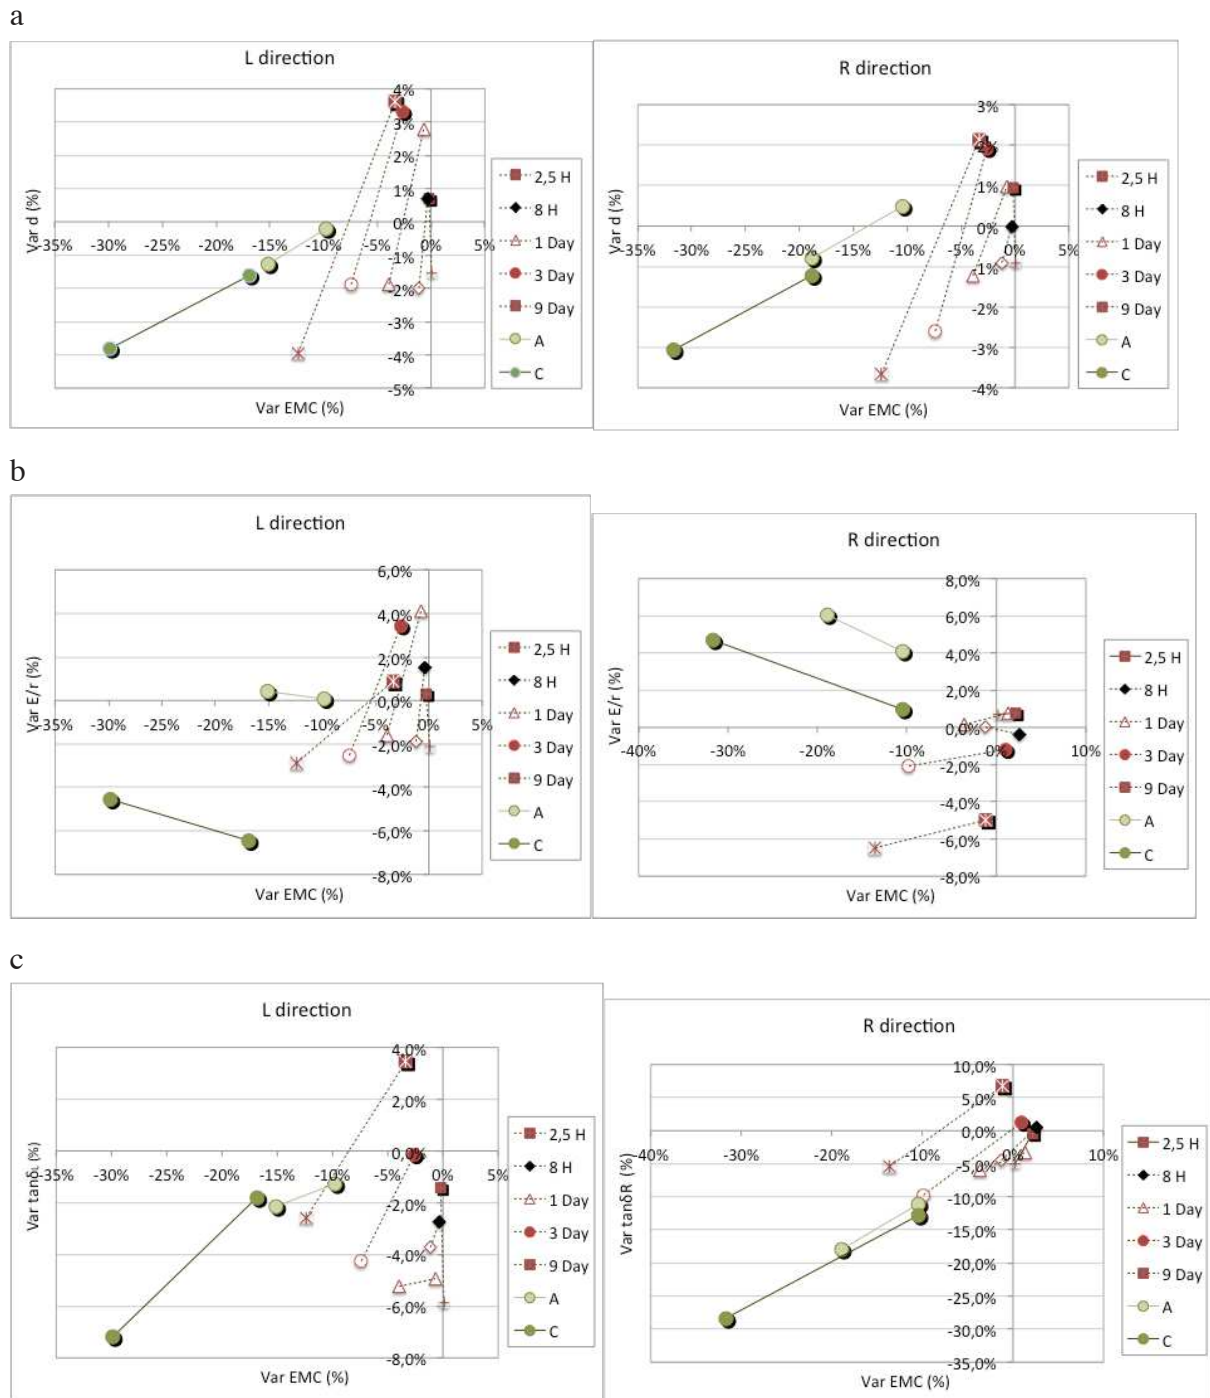 a
L direction
4%
3%
2%
1%
0%
-1%
-2%
-3%
-4%
-5%
35% -30% -25% -20% -15% -10% -5% 0% 5%
Var d (%)
Var EMC (%)
2,5 H
8 H
1 Day
3 Day
9 Day
A
C
R direction
3%
2%
1%
0%
-1%
-2%
-3%
-4%
35% -30% -25% -20% -15% -10% -5% 0% 5%
Var d (%)
Var EMC (%)
2,5 H
8 H
1 Day
3 Day
9 Day
A
C
b
L direction
6,0%
4,0%
2,0%
0,0%
-2,0%
-4,0%
-6,0%
-8,0%
35% -30% -25% -20% -15% -10% -5% 0% 5%
Var E/r (%)
Var EMC (%)
2,5 H
8 H
1 Day
3 Day
9 Day
A
C
R direction
8,0%
6,0%
4,0%
2,0%
0,0%
-2,0%
-4,0%
-6,0%
-8,0%
-40% -30% -20% -10% 0% 10%
Var E/r (%)
Var EMC (%)
2,5 H
8 H
1 Day
3 Day
9 Day
A
C
c
L direction
4,0%
2,0%
0,0%
-2,0%
-4,0%
-6,0%
-8,0%
-35% -30% -25% -20% -15% -10% -5% 0% 5%
Var tanδL (%)
Var EMC (%)
2,5 H
8 H
1 Day
3 Day
9 Day
A
C
R direction
10,0%
5,0%
0,0%
-5,0%
-10,0%
-15,0%
-20,0%
-25,0%
-30,0%
-35,0%
40% -30% -20% -10% 0% 10%
Var tanδR (%)
Var EMC (%)
2,5 H
8 H
1 Day
3 Day
9 Day
A
C